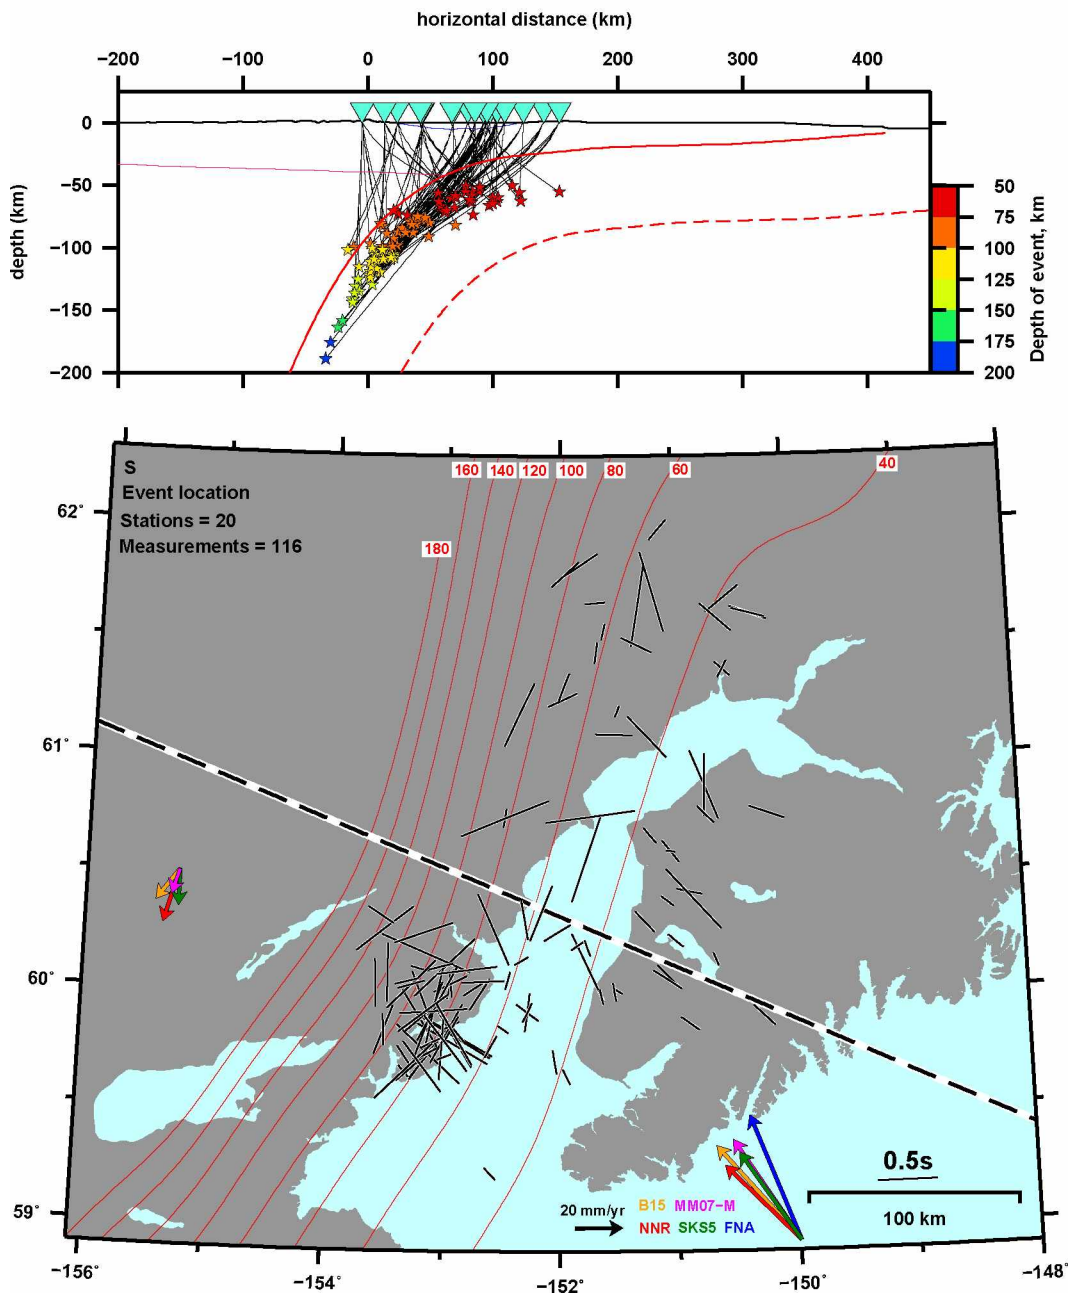 horizontal distance (km)
−200 −100 0 100 200 300 400
0
−50
−100
−150
−200
depth (km)
50
75
100
125
150
175
200
Depth of event, km
S
Event location
Stations = 20
Measurements = 116
160 140 120 100 80 60 40
180
62°
61°
60°
59°
0.5s
20 mm/yr
B15 MM07−M
NNR SKS5 FNA
100 km
−156° −154° −152° −150° −148°